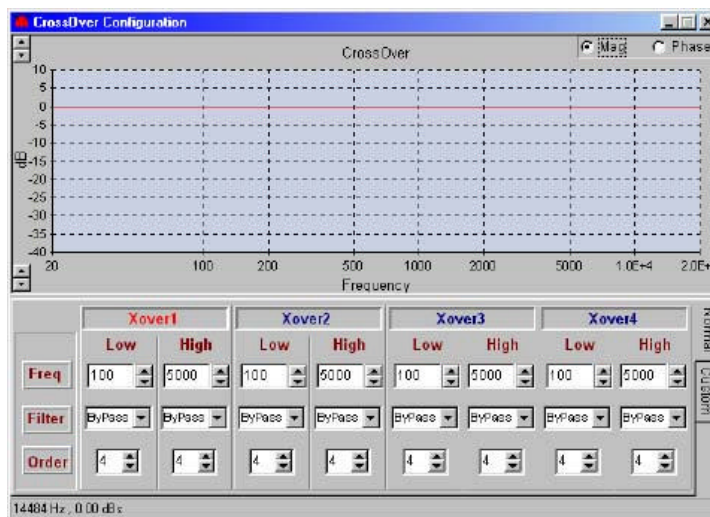 CrossOver Configuration
CrossOver
Mag
Phase
10
5
0
-5
-10
-15
-20
-25
-30
-35
-40
dB
20 100 200 500 1000 2000 5000 1.0E+4 2.0E+
Frequency
Xover1 Xover2 Xover3 Xover4
Low High Low High Low High Low High
Freq 100 5000 100 5000 100 5000 100 5000
Filter ByPass ByPass ByPass ByPass ByPass ByPass ByPass ByPass
Order 4 4 4 4 4 4 4 4
Normal
Custom
14484 Hz, 0.00 dBs